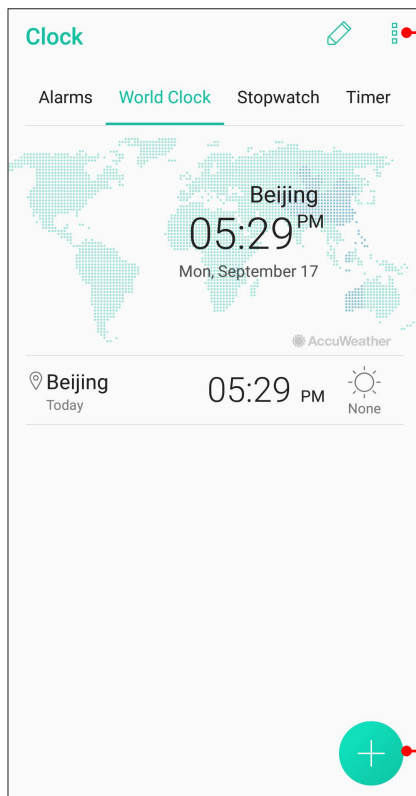 Clock
Alarms World Clock Stopwatch Timer
Beijing
05:29 PM
Mon, September 17
AccuWeather
Beijing 05:29 PM
Today None